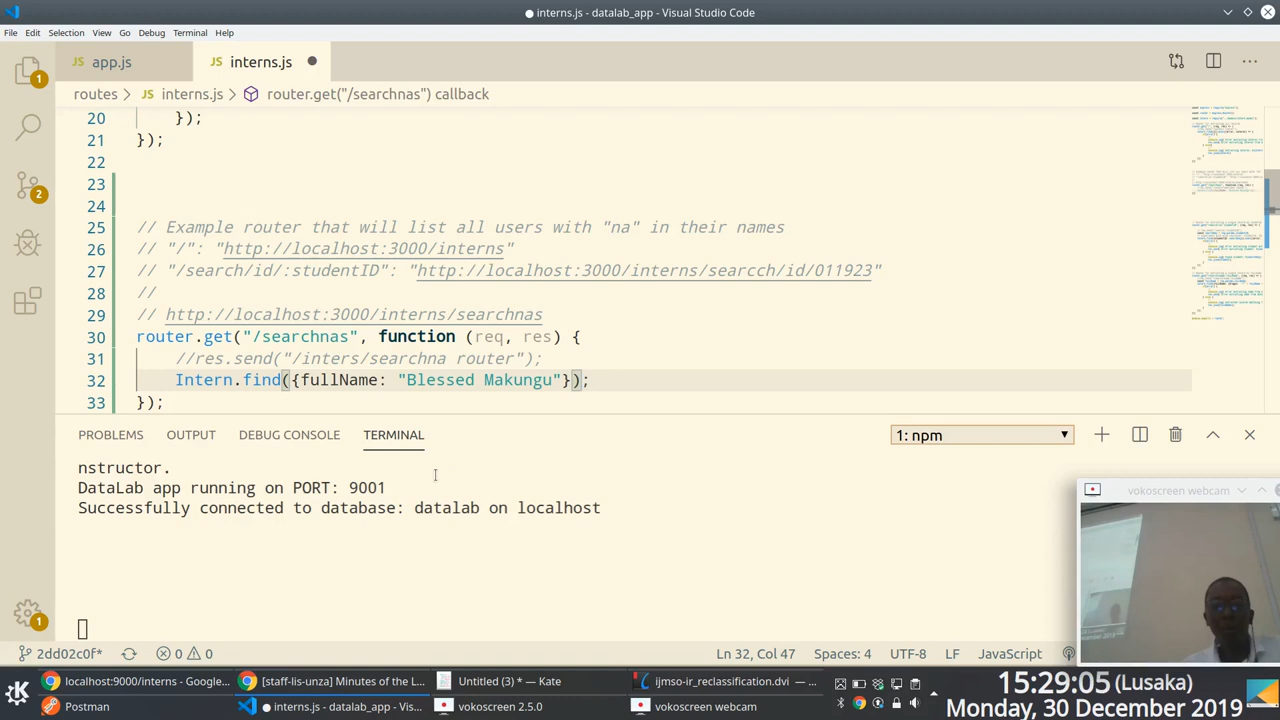 interns.js - datalab_app - Visual Studio Code
File Edit Selection View Go Debug Terminal Help
JS app.js JS interns.js
routes > JS interns.js > router.get("/searchnas") callback
20 });
21 });
22
23
24
25 // Example router that will list all users with "na" in their names
26 // "/": "http://localhost:3000/interns
27 // "/search/id/:studentID": "http://localhost:3000/interns/searcch/id/011923"
28 //
29 // http://localhost:3000/interns/searchna
30 router.get("/searchnas", function (req, res) {
31 //res.send("/inters/searchna router");
32 Intern.find({fullName: "Blessed Makungu"});
33 });
PROBLEMS OUTPUT DEBUG CONSOLE TERMINAL 1: npm
nstructor.
DataLab app running on PORT: 9001
Successfully connected to database: datalab on localhost
vokoscreen webcam
1
2
1
2dd02c0f* 0 0 Ln 32, Col 47 Spaces: 4 UTF-8 LF JavaScript
localhost:9000/interns - Google... [staff-lis-unza] Minutes of the L... Untitled (3) * — Kate ijmso-ir_reclassification.dvi — ...
Postman interns.js - datalab_app - Visu... vokoscreen 2.5.0 vokoscreen webcam
15:29:05 (Lusaka)
Monday, 30 December 2019